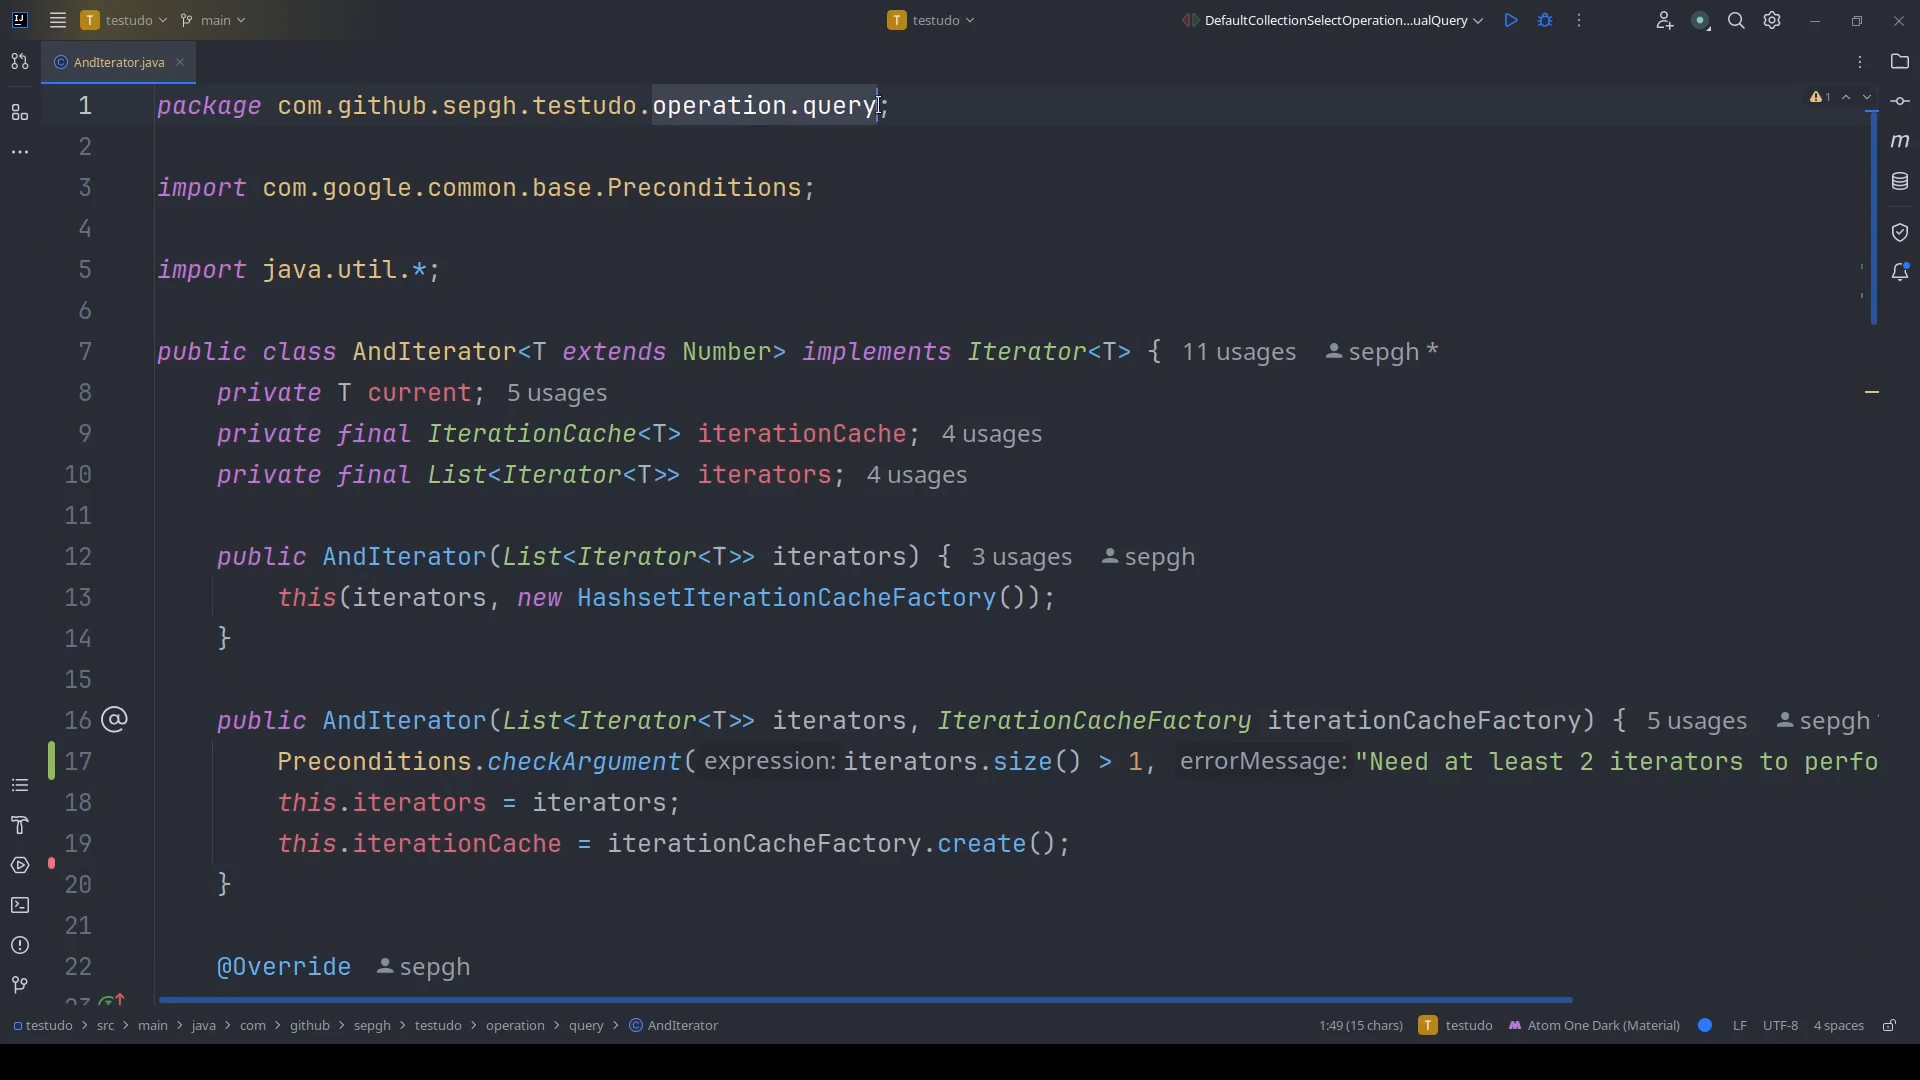 testudo main testudo DefaultCollectionSelectOperation...ualQuery
AndIterator.java
1 package com.github.sepgh.testudo.operation.query; 1
2
3 import com.google.common.base.Preconditions;
4
5 import java.util.*;
6
7 public class AndIterator<T extends Number> implements Iterator<T> { 11 usages sepgh *
8 private T current; 5 usages
9 private final IterationCache<T> iterationCache; 4 usages
10 private final List<Iterator<T>> iterators; 4 usages
11
12 public AndIterator(List<Iterator<T>> iterators) { 3 usages sepgh
13 this(iterators, new HashsetIterationCacheFactory());
14 }
15
16 @ public AndIterator(List<Iterator<T>> iterators, IterationCacheFactory iterationCacheFactory) { 5 usages sepgh
17 Preconditions.checkArgument( expression: iterators.size() > 1, errorMessage: "Need at least 2 iterators to perfo
18 this.iterators = iterators;
19 this.iterationCache = iterationCacheFactory.create();
20 }
21
22 @Override sepgh
testudo > src > main > java > com > github > sepgh > testudo > operation > query > AndIterator 1:49 (15 chars) T testudo Atom One Dark (Material) LF UTF-8 4 spaces